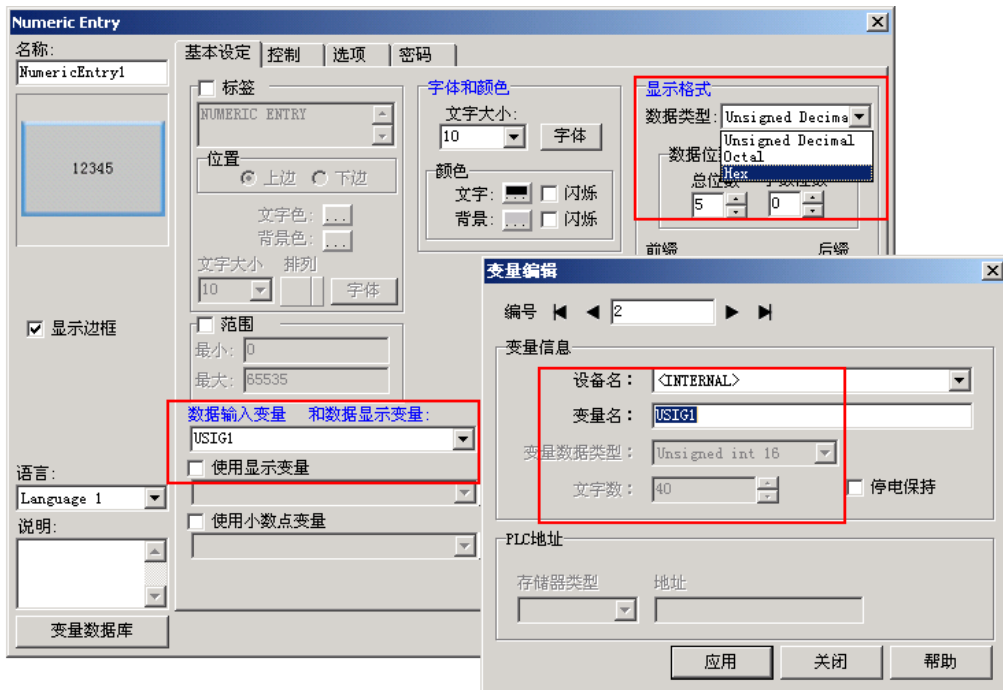 Numeric Entry
名称:
NumericEntry1
12345
显示边框
语言:
Language 1
说明:
变量数据库
基本设定 控制 选项 密码
标签
NUMERIC ENTRY
位置
上边 下边
文字色: ...
背景色: ...
文字大小 排列
10 字体
范围
最小: 0
最大: 65535
数据输入变量 和数据显示变量:
USIG1
使用显示变量
使用小数点变量
字体和颜色
文字大小:
10 字体
颜色
文字: ... 闪烁
背景: ... 闪烁
显示格式
数据类型: Unsigned Decima
Unsigned Decimal
Octal
Hex
数据位
总位数
5 0
前缀 后缀
变量编辑
编号 2
变量信息
设备名: <INTERNAL>
变量名: USIG1
变量数据类型: Unsigned int 16
文字数: 40 停电保持
PLC地址
存储器类型 地址
应用 关闭 帮助